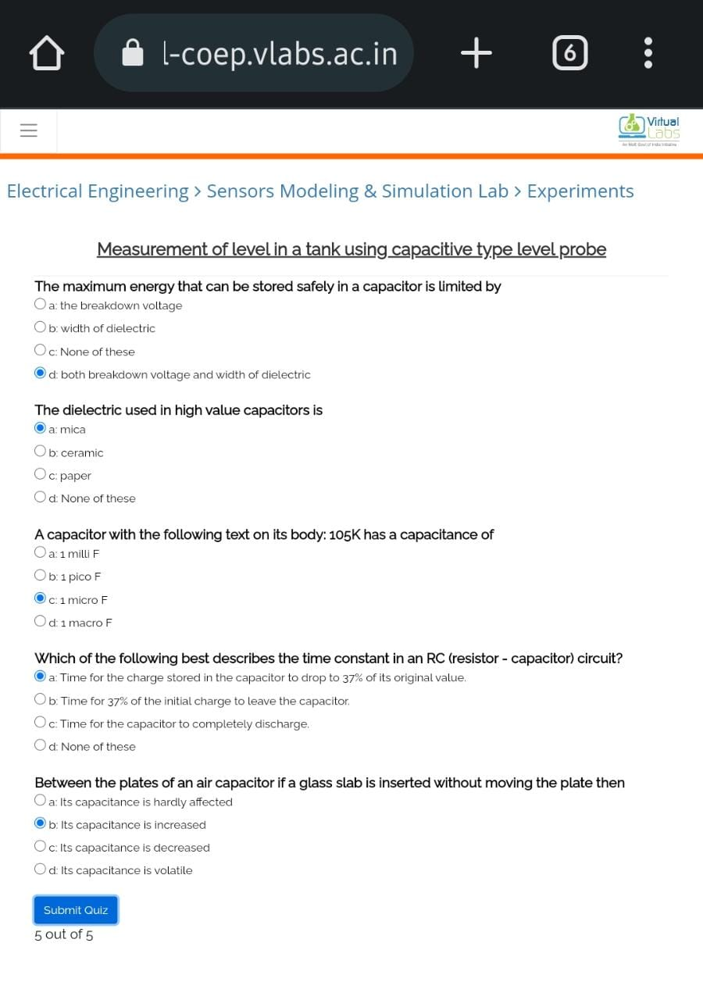 l-coep.vlabs.ac.in
6
Virtual
Labs
An MoE Govt of India Initiative
Electrical Engineering > Sensors Modeling & Simulation Lab > Experiments
Measurement of level in a tank using capacitive type level probe
The maximum energy that can be stored safely in a capacitor is limited by
a: the breakdown voltage
b: width of dielectric
c: None of these
d: both breakdown voltage and width of dielectric
The dielectric used in high value capacitors is
a: mica
b: ceramic
c: paper
d: None of these
A capacitor with the following text on its body: 105K has a capacitance of
a: 1 milli F
b: 1 pico F
c: 1 micro F
d: 1 macro F
Which of the following best describes the time constant in an RC (resistor - capacitor) circuit?
a: Time for the charge stored in the capacitor to drop to 37% of its original value.
b: Time for 37% of the initial charge to leave the capacitor.
c: Time for the capacitor to completely discharge.
d: None of these
Between the plates of an air capacitor if a glass slab is inserted without moving the plate then
a: Its capacitance is hardly affected
b: Its capacitance is increased
c: Its capacitance is decreased
d: Its capacitance is volatile
Submit Quiz
5 out of 5